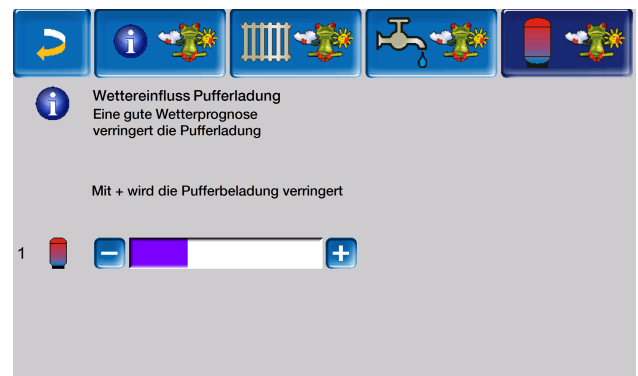 Wettereinfluss Pufferladung
Eine gute Wetterprognose
verringert die Pufferladung
Mit + wird die Pufferbeladung verringert
1